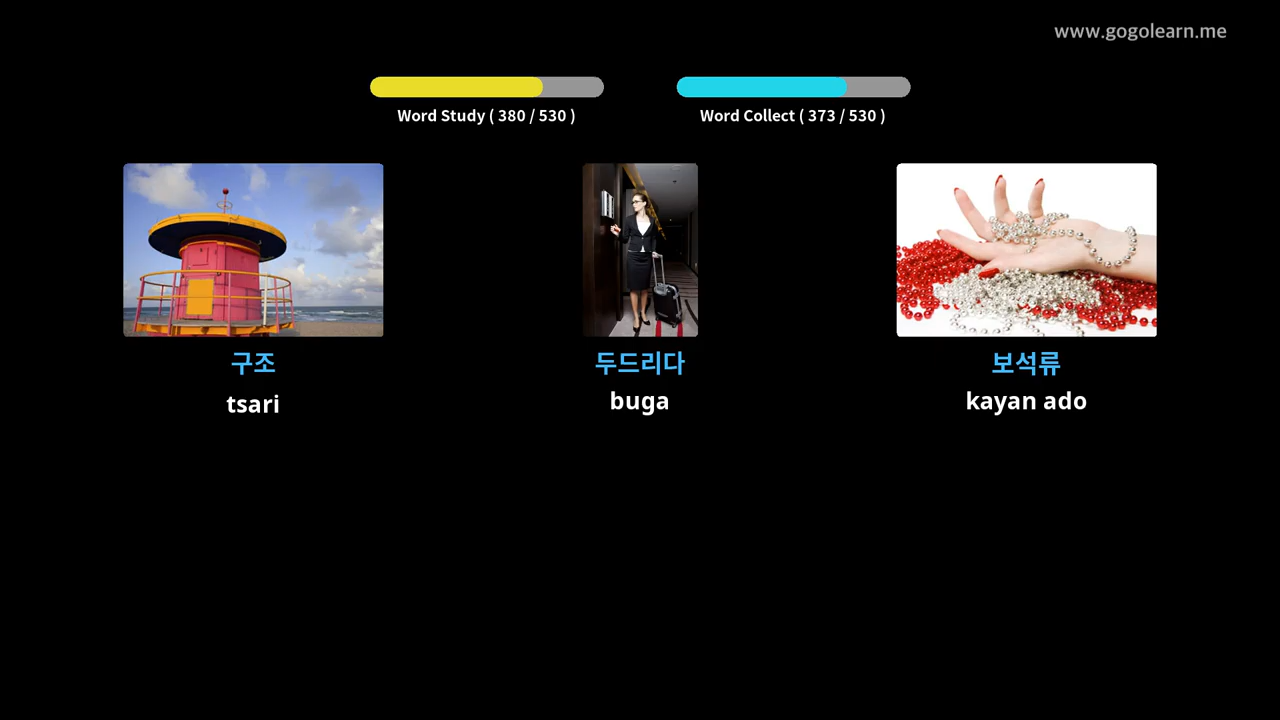 www.gogolearn.me
Word Study ( 380 / 530 )
Word Collect ( 373 / 530 )
구조
두드리다
보석류
tsari
buga
kayan ado